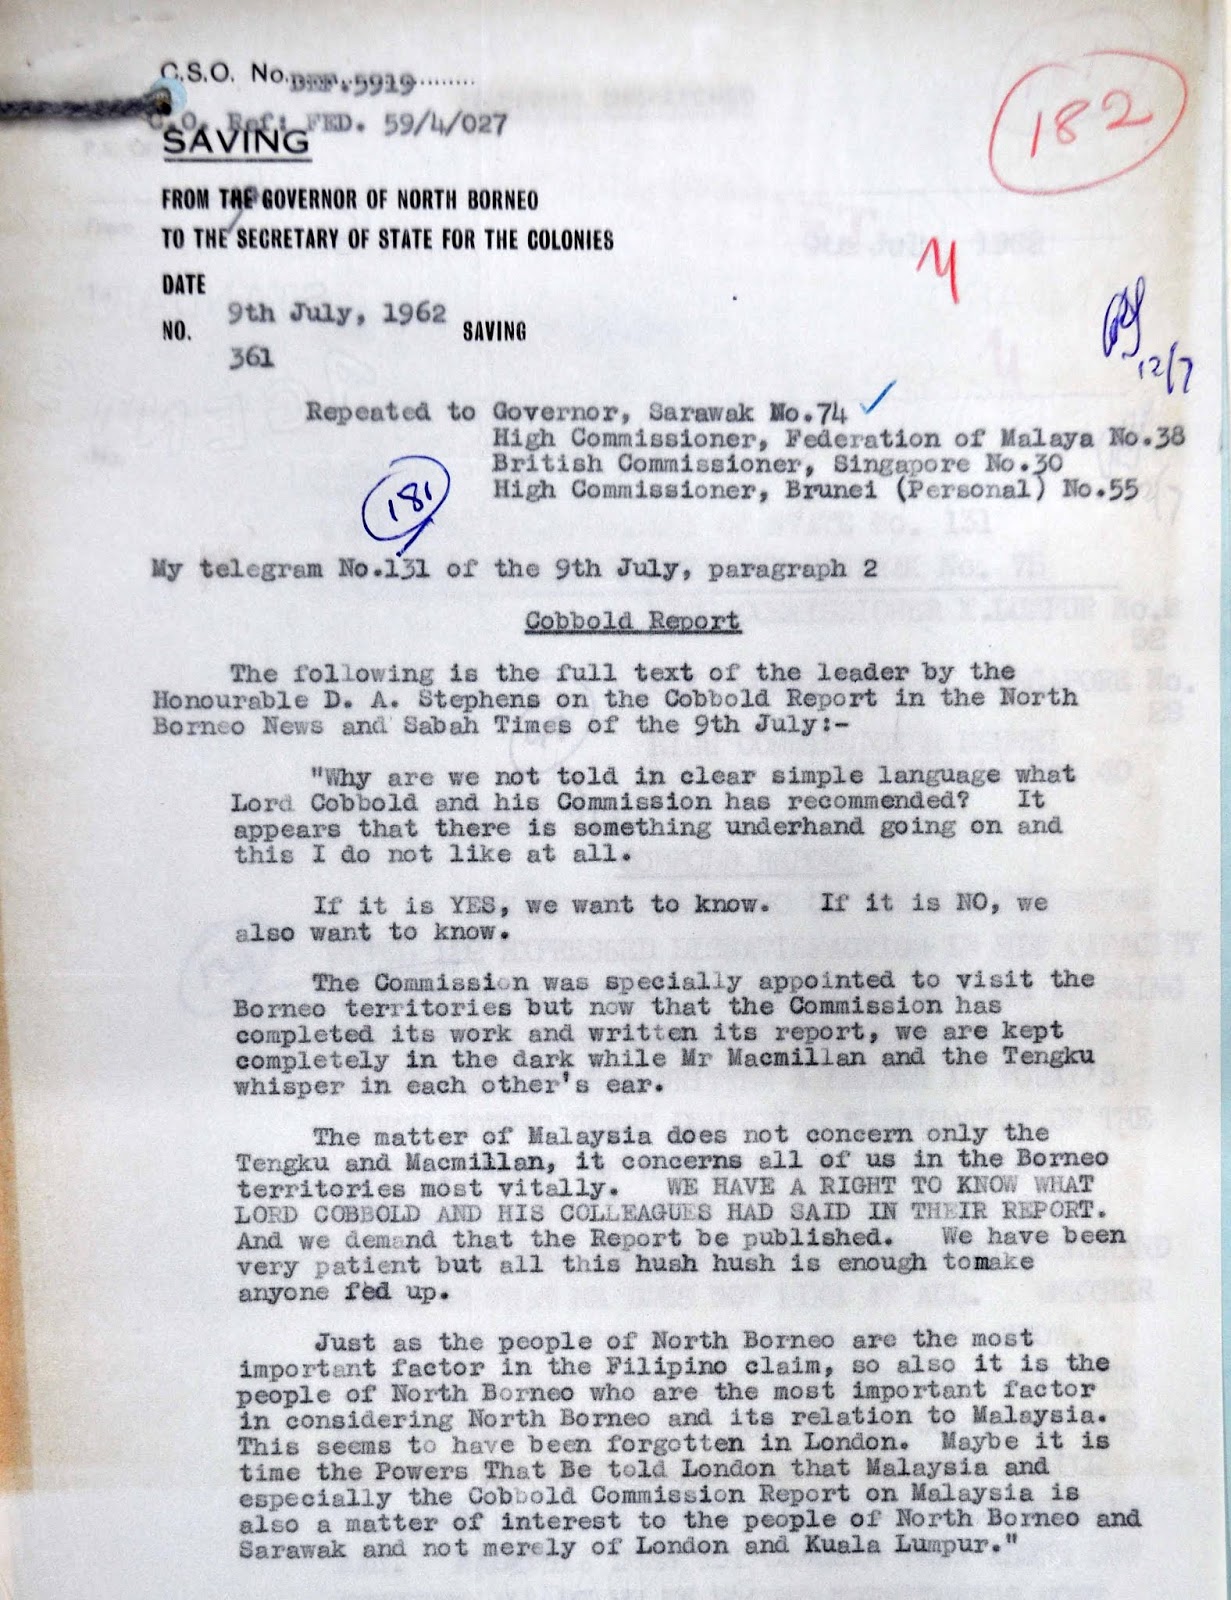 C.S.O. No. DEF.5919
C.O. Ref: FED. 59/4/027
182
SAVING
FROM THE GOVERNOR OF NORTH BORNEO
TO THE SECRETARY OF STATE FOR THE COLONIES
DATE
9th July, 1962
NO. SAVING
361
12/7
Repeated to Governor, Sarawak No.74
High Commissioner, Federation of Malaya No.38
British Commissioner, Singapore No.30
High Commissioner, Brunei (Personal) No.55
181
My telegram No.131 of the 9th July, paragraph 2
Cobbold Report
The following is the full text of the leader by the
Honourable D. A. Stephens on the Cobbold Report in the North
Borneo News and Sabah Times of the 9th July:-
"Why are we not told in clear simple language what
Lord Cobbold and his Commission has recommended? It
appears that there is something underhand going on and
this I do not like at all.
If it is YES, we want to know. If it is NO, we
also want to know.
The Commission was specially appointed to visit the
Borneo territories but now that the Commission has
completed its work and written its report, we are kept
completely in the dark while Mr Macmillan and the Tengku
whisper in each other's ear.
The matter of Malaysia does not concern only the
Tengku and Macmillan, it concerns all of us in the Borneo
territories most vitally. WE HAVE A RIGHT TO KNOW WHAT
LORD COBBOLD AND HIS COLLEAGUES HAD SAID IN THEIR REPORT.
And we demand that the Report be published. We have been
very patient but all this hush hush is enough tomake
anyone fed up.
Just as the people of North Borneo are the most
important factor in the Filipino claim, so also it is the
people of North Borneo who are the most important factor
in considering North Borneo and its relation to Malaysia.
This seems to have been forgotten in London. Maybe it is
time the Powers That Be told London that Malaysia and
especially the Cobbold Commission Report on Malaysia is
also a matter of interest to the people of North Borneo and
Sarawak and not merely of London and Kuala Lumpur."